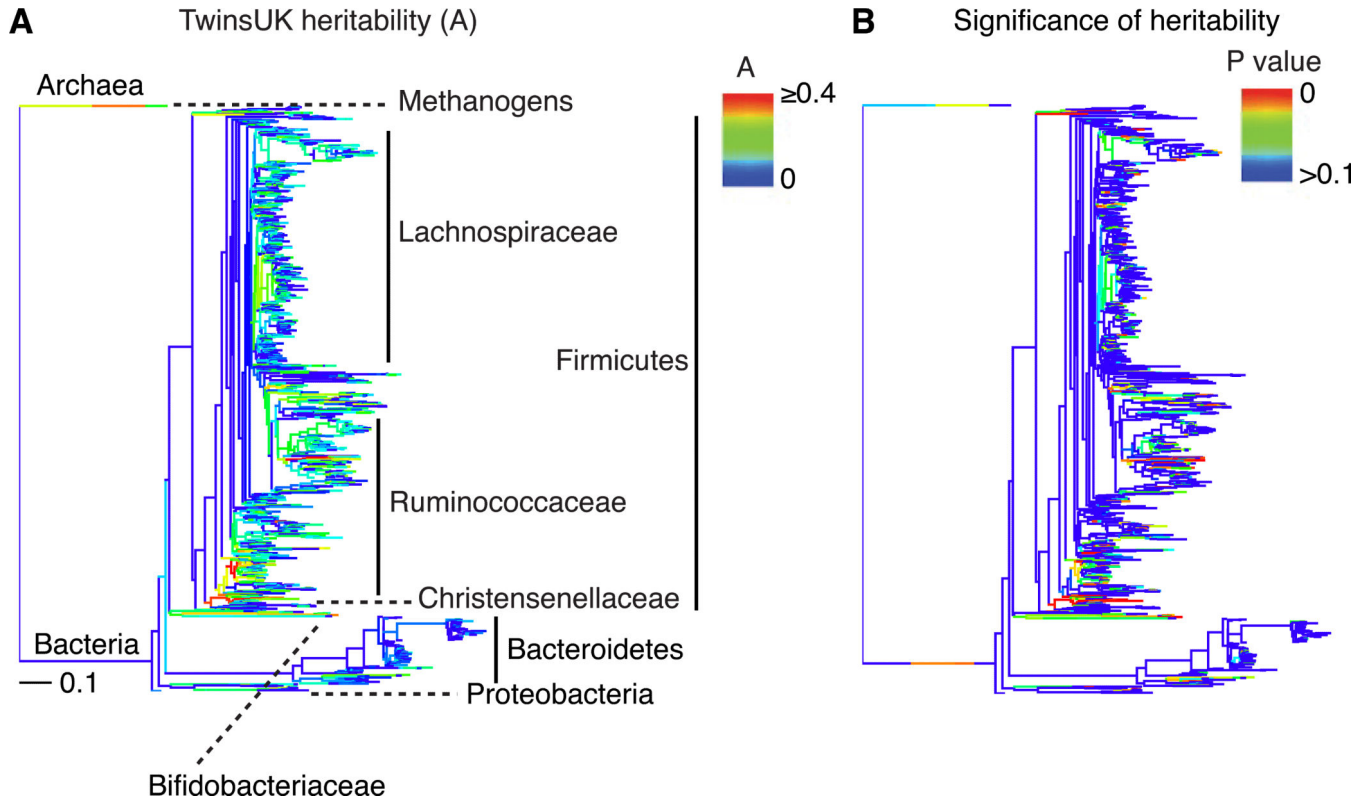 A TwinsUK heritability (A)
B Significance of heritability
Archaea
Methanogens
A
≥0.4
0
P value
0
>0.1
Lachnospiraceae
Firmicutes
Ruminococcaceae
Christensenellaceae
Bacteria
0.1
Bacteroidetes
Proteobacteria
Bifidobacteriaceae